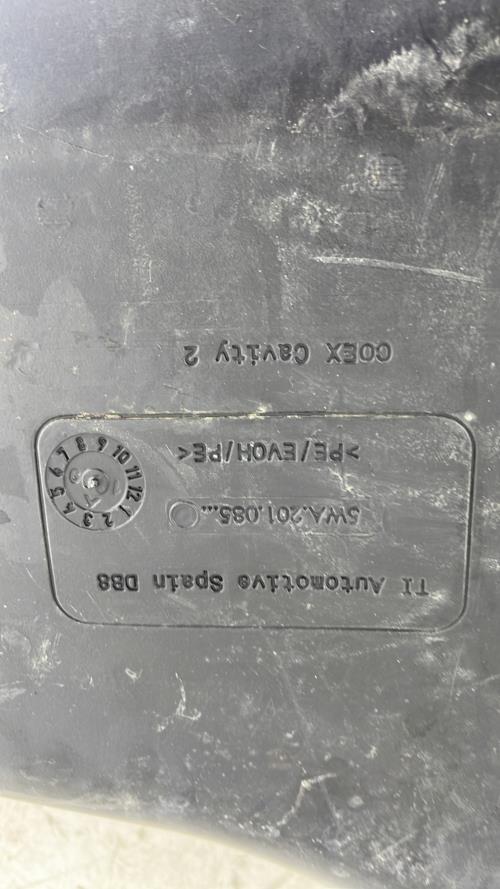 TI Automotive Spain DB8
5WA.201.085...
>PE/EVOH/PE<
1 2 3 4 5 6 7 8 9 10 11 12
COEX Cavity 2